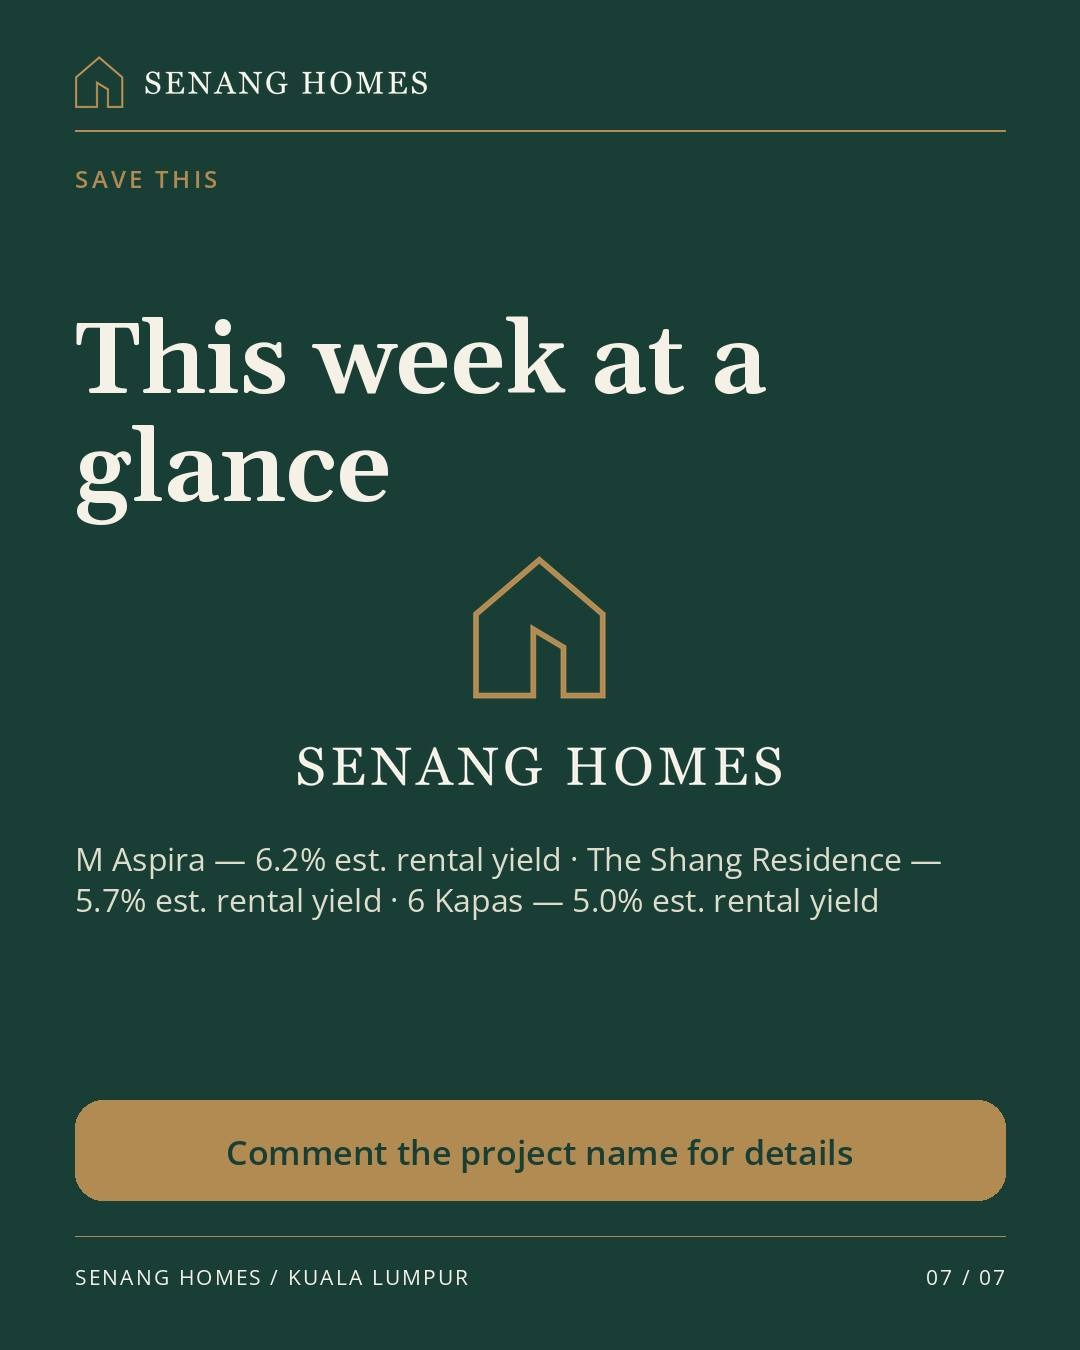 SENANG HOMES
SAVE THIS
This week at a
glance
SENANG HOMES
M Aspira — 6.2% est. rental yield · The Shang Residence —
5.7% est. rental yield · 6 Kapas — 5.0% est. rental yield
Comment the project name for details
SENANG HOMES / KUALA LUMPUR
07 / 07